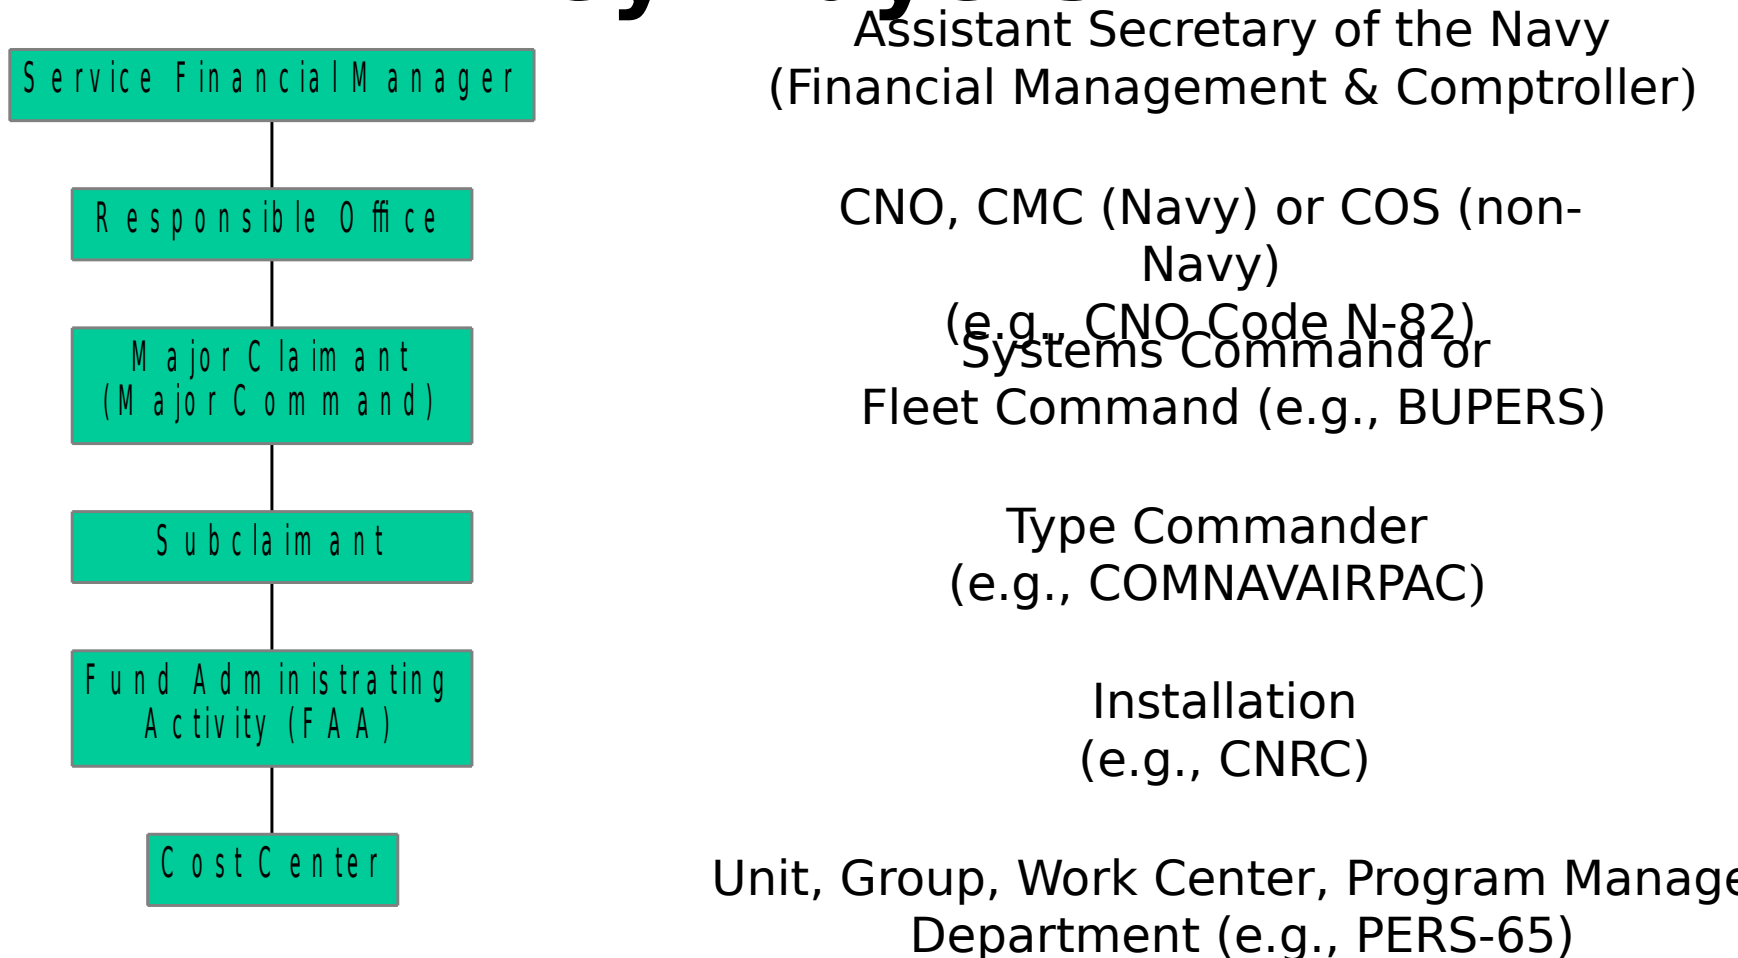 Assistant Secretary of the Navy
(Financial Management & Comptroller)
Service Financial Manager
CNO, CMC (Navy) or COS (non-
Navy)
(e.g., CNO Code N-82)
Responsible Office
Systems Command or
Fleet Command (e.g., BUPERS)
Major Claimant
(Major Command)
Type Commander
(e.g., COMNAVAIRPAC)
Subclaimant
Installation
(e.g., CNRC)
Fund Administrating
Activity (FAA)
Unit, Group, Work Center, Program
Department (e.g., PERS-65)
Cost Center